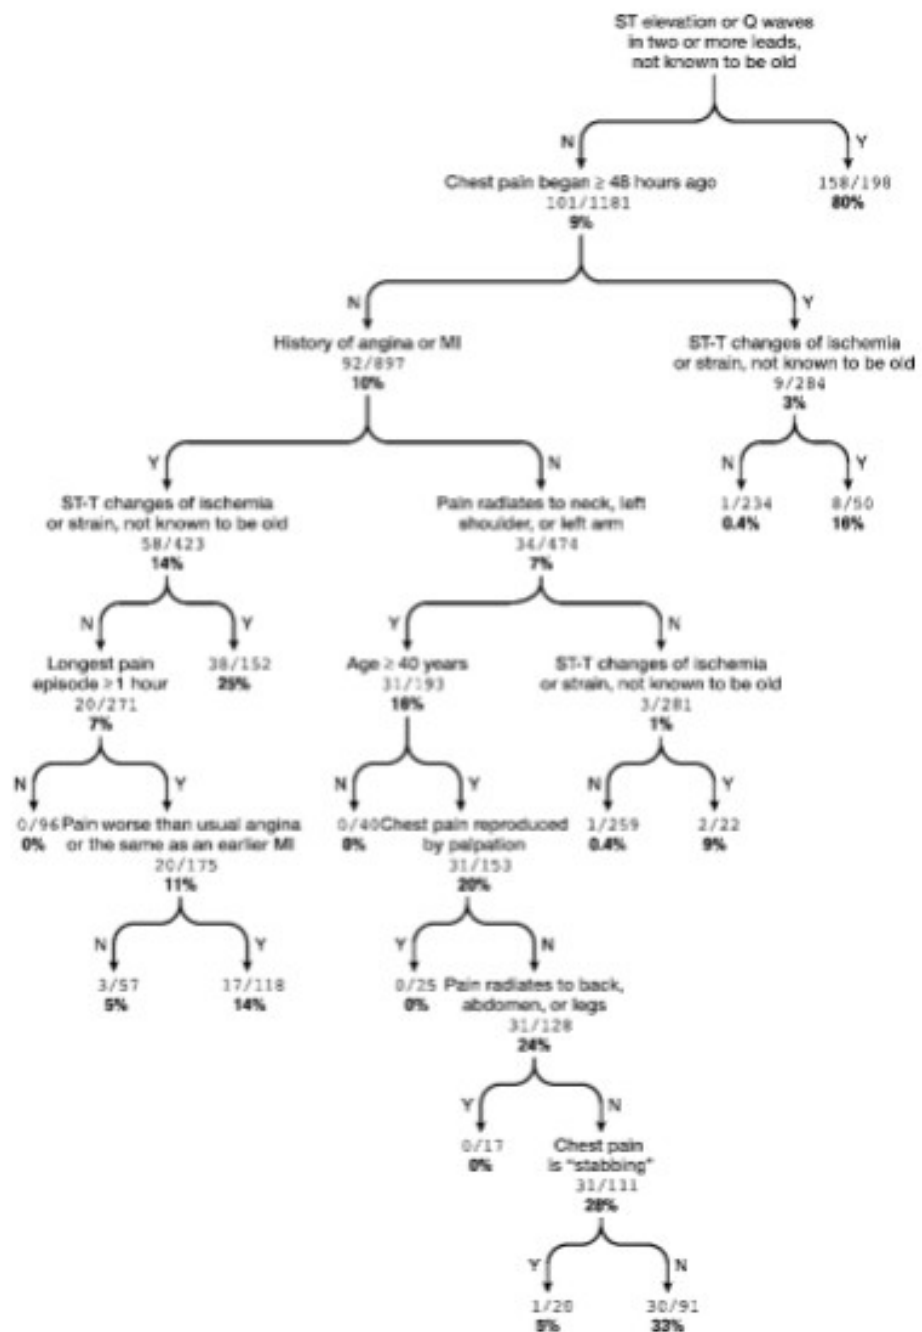 ST elevation or Q waves
in two or more leads,
not known to be old
N
Y
Chest pain began ≥ 48 hours ago
101/1181
9%
158/198
80%
N
Y
History of angina or MI
92/897
10%
ST-T changes of ischemia
or strain, not known to be old
9/284
3%
Y
N
N
Y
ST-T changes of ischemia
or strain, not known to be old
58/423
14%
Pain radiates to neck, left
shoulder, or left arm
34/474
7%
1/234
0.4%
8/50
16%
N
Y
Y
N
Longest pain
episode ≥ 1 hour
20/271
7%
38/152
25%
Age ≥ 40 years
31/193
16%
ST-T changes of ischemia
or strain, not known to be old
3/281
1%
N
Y
N
Y
N
Y
0/96
0%
Pain worse than usual angina
or the same as an earlier MI
20/175
11%
0/40
0%
Chest pain reproduced
by palpation
31/153
20%
1/259
0.4%
2/22
9%
N
Y
Y
N
3/57
5%
17/118
14%
0/25
0%
Pain radiates to back,
abdomen, or legs
31/128
24%
Y
N
0/17
0%
Chest pain
is "stabbing"
31/111
28%
Y
N
1/20
5%
30/91
33%